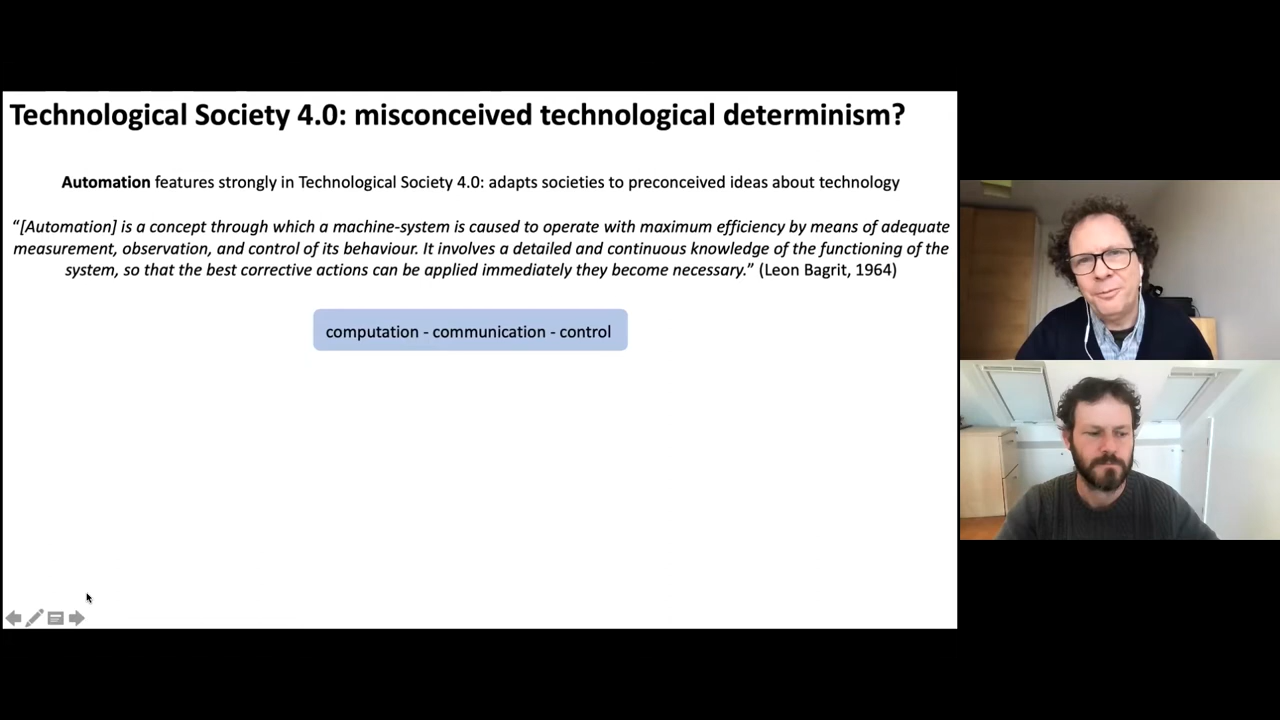 Technological Society 4.0: misconceived technological determinism?
Automation features strongly in Technological Society 4.0: adapts societies to preconceived ideas about technology
“[Automation] is a concept through which a machine-system is caused to operate with maximum efficiency by means of adequate
measurement, observation, and control of its behaviour. It involves a detailed and continuous knowledge of the functioning of the
system, so that the best corrective actions can be applied immediately they become necessary.” (Leon Bagrit, 1964)
computation - communication - control